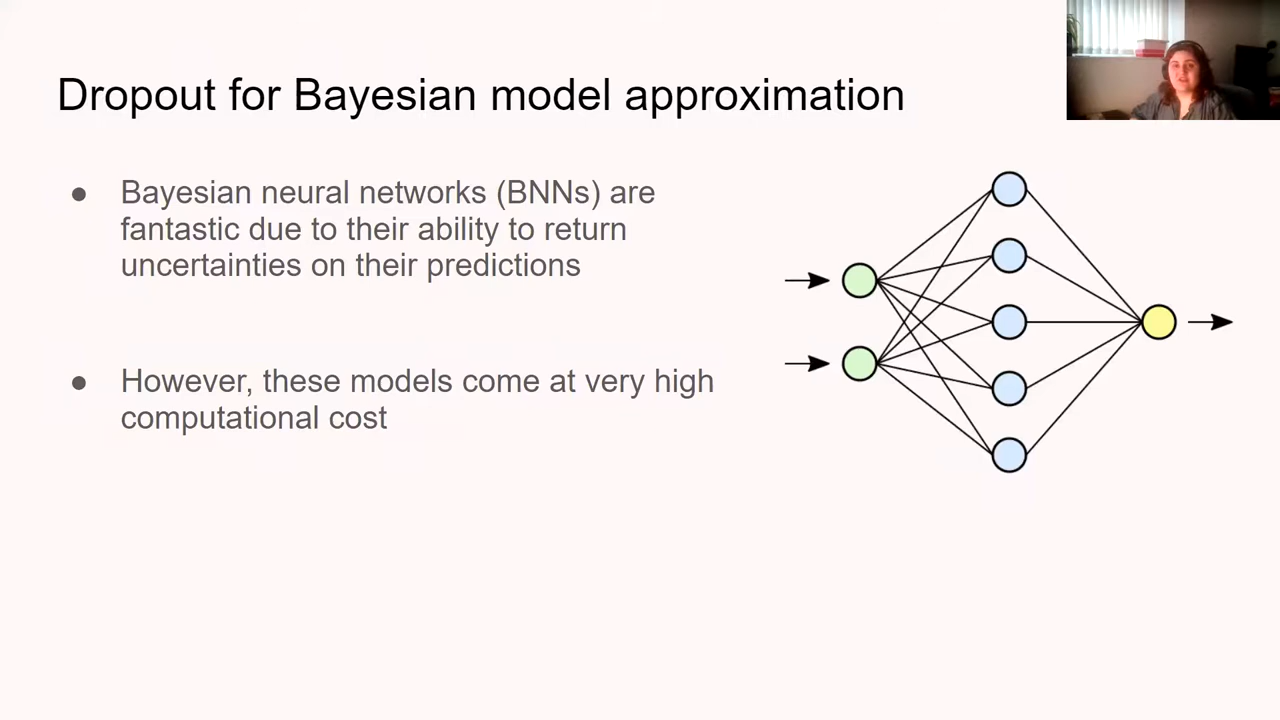 Dropout for Bayesian model approximation
● Bayesian neural networks (BNNs) are
fantastic due to their ability to return
uncertainties on their predictions
● However, these models come at very high
computational cost